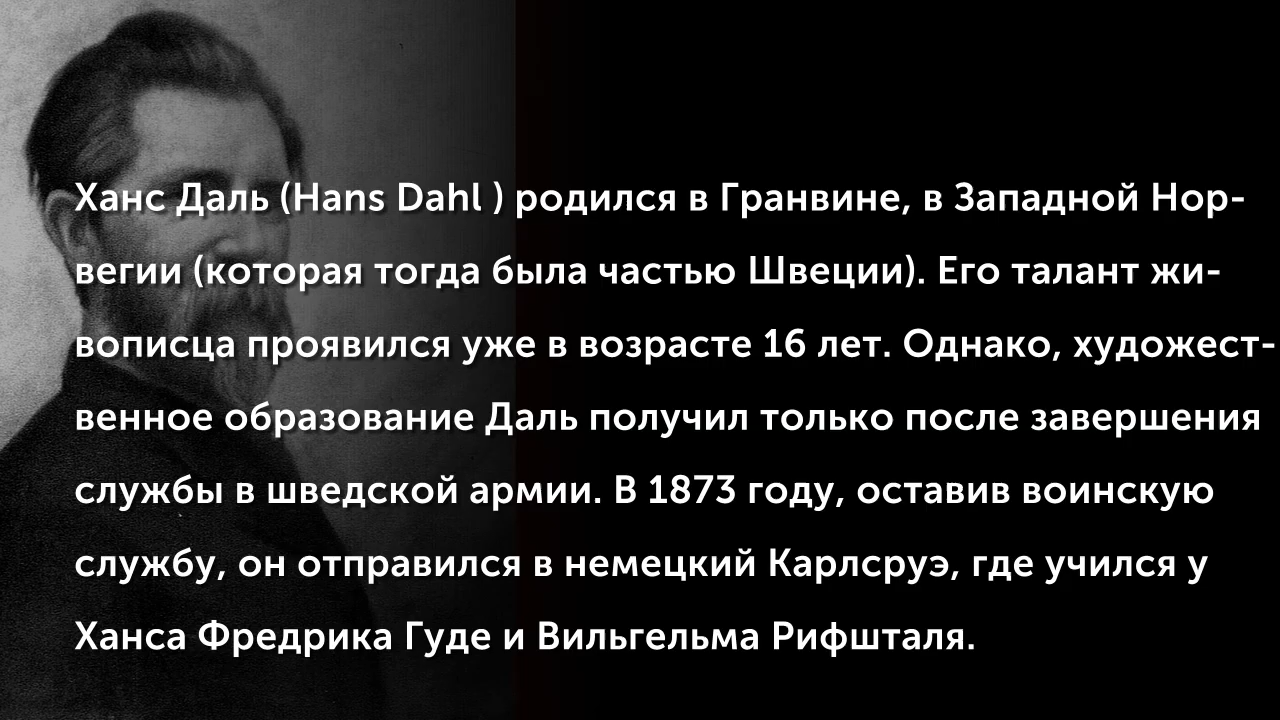 Ханс Даль (Hans Dahl ) родился в Гранвине, в Западной Нор-
вегии (которая тогда была частью Швеции). Его талант жи-
вописца проявился уже в возрасте 16 лет. Однако, художест-
венное образование Даль получил только после завершения
службы в шведской армии. В 1873 году, оставив воинскую
службу, он отправился в немецкий Карлсруэ, где учился у
Ханса Фредрика Гуде и Вильгельма Рифшталя.